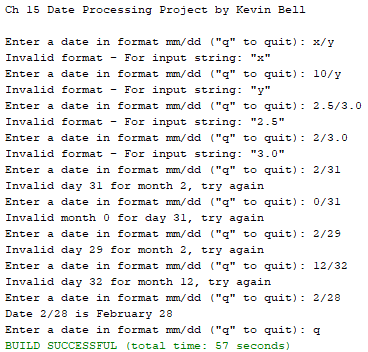 Ch 15 Date Processing Project by Kevin Bell
Enter a date in format mm/dd ("q" to quit): x/y
Invalid format - For input string: "x"
Enter a date in format mm/dd ("q" to quit): 10/y
Invalid format - For input string: "y"
Enter a date in format mm/dd ("q" to quit): 2.5/3.0
Invalid format - For input string: "2.5"
Enter a date in format mm/dd ("q" to quit): 2/3.0
Invalid format - For input string: "3.0"
Enter a date in format mm/dd ("q" to quit): 2/31
Invalid day 31 for month 2, try again
Enter a date in format mm/dd ("q" to quit): 0/31
Invalid month 0 for day 31, try again
Enter a date in format mm/dd ("q" to quit): 2/29
Invalid day 29 for month 2, try again
Enter a date in format mm/dd ("q" to quit): 12/32
Invalid day 32 for month 12, try again
Enter a date in format mm/dd ("q" to quit): 2/28
Date 2/28 is February 28
Enter a date in format mm/dd ("q" to quit): q
BUILD SUCCESSFUL (total time: 57 seconds)